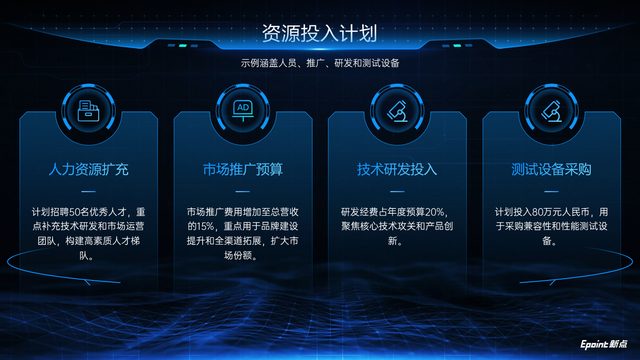 资源投入计划
示例涵盖人员、推广、研发和测试设备
AD
人力资源扩充
计划招聘50名优秀人才，重
点补充技术研发和市场运营
团队，构建高素质人才梯
队。
市场推广预算
市场推广费用增加至总营收
的15%，重点用于品牌建设
提升和全渠道拓展，扩大市
场份额。
技术研发投入
研发经费占年度预算20%，
聚焦核心技术攻关和产品创
新。
测试设备采购
计划投入80万元人民币，用
于采购兼容性和性能测试设
备。
Epoint 新点